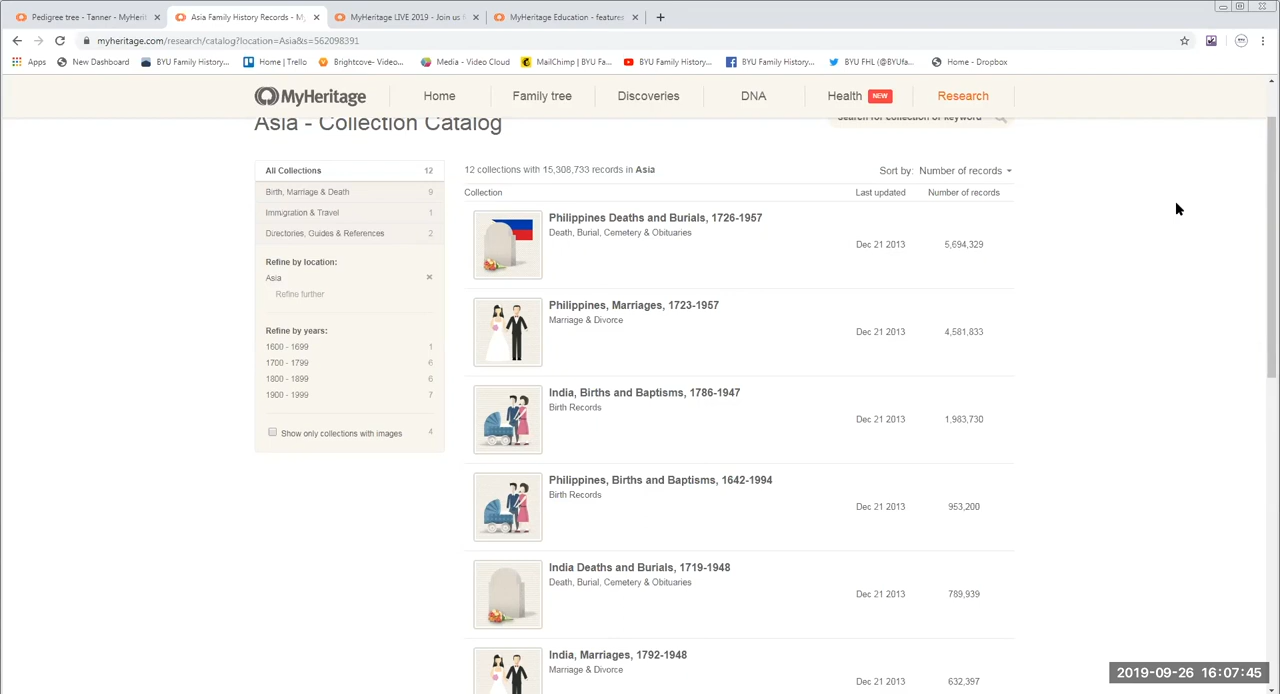 Pedigree tree - Tanner - MyHerit
Asia Family History Records - M
MyHeritage LIVE 2019 - Join us
MyHeritage Education - features
myheritage.com/research/catalog?location=Asia&s=562098391
Apps
New Dashboard
BYU Family History...
Home | Trello
Brightcove- Video...
Media - Video Cloud
MailChimp | BYU Fa...
BYU Family History...
BYU Family History...
BYU FHL (@BYUfa...
Home - Dropbox
MyHeritage
Home
Family tree
Discoveries
DNA
Health NEW
Research
Asia - Collection Catalog
Search for collection or keyword
All Collections 12
Birth, Marriage & Death 9
Immigration & Travel 1
Directories, Guides & References 2
Refine by location:
Asia
Refine further
Refine by years:
1600 - 1699 1
1700 - 1799 6
1800 - 1899 6
1900 - 1999 7
Show only collections with images 4
12 collections with 15,308,733 records in Asia
Sort by: Number of records
Collection Last updated Number of records
Philippines Deaths and Burials, 1726-1957
Death, Burial, Cemetery & Obituaries
Dec 21 2013 5,694,329
Philippines, Marriages, 1723-1957
Marriage & Divorce
Dec 21 2013 4,581,833
India, Births and Baptisms, 1786-1947
Birth Records
Dec 21 2013 1,983,730
Philippines, Births and Baptisms, 1642-1994
Birth Records
Dec 21 2013 953,200
India Deaths and Burials, 1719-1948
Death, Burial, Cemetery & Obituaries
Dec 21 2013 789,939
India, Marriages, 1792-1948
Marriage & Divorce
Dec 21 2013 632,397
2019-09-26 16:07:45